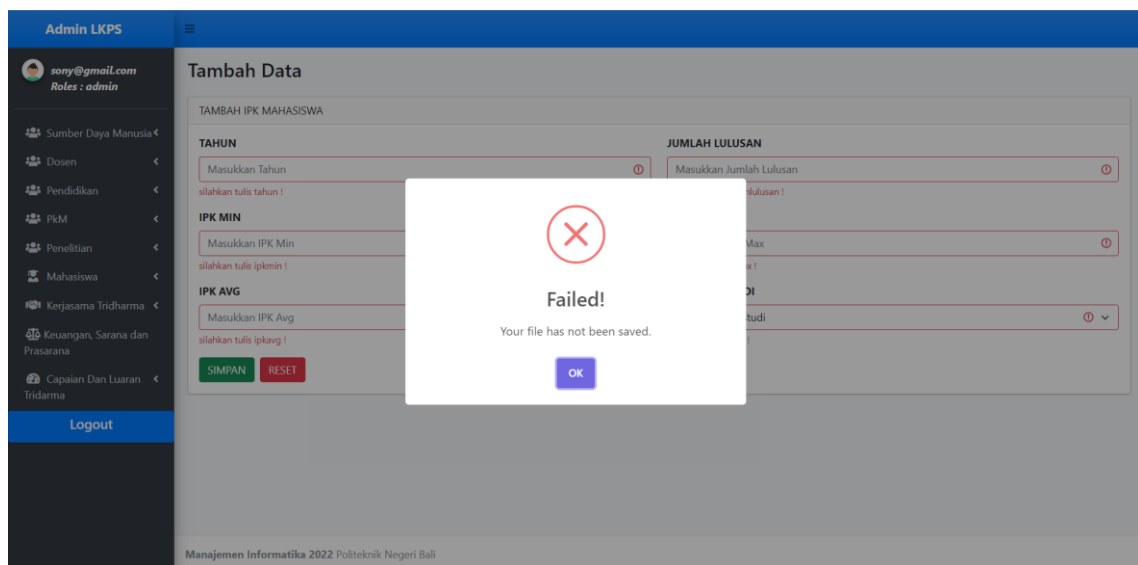 Admin LKPS
sony@gmail.com
Roles : admin
Sumber Daya Manusia
Dosen
Pendidikan
PkM
Penelitian
Mahasiswa
Kerjasama Tridharma
Keuangan, Sarana dan
Prasarana
Capaian Dan Luaran
Tridarma
Logout
Tambah Data
TAMBAH IPK MAHASISWA
TAHUN
Masukkan Tahun
silahkan tulis tahun !
JUMLAH LULUSAN
Masukkan Jumlah Lulusan
IPK MIN
Masukkan IPK Min
silahkan tulis ipkmin !
Max
IPK AVG
Masukkan IPK Avg
silahkan tulis ipkavg !
SIMPAN
RESET
Failed!
Your file has not been saved.
OK
Manajemen Informatika 2022 Politeknik Negeri Bali